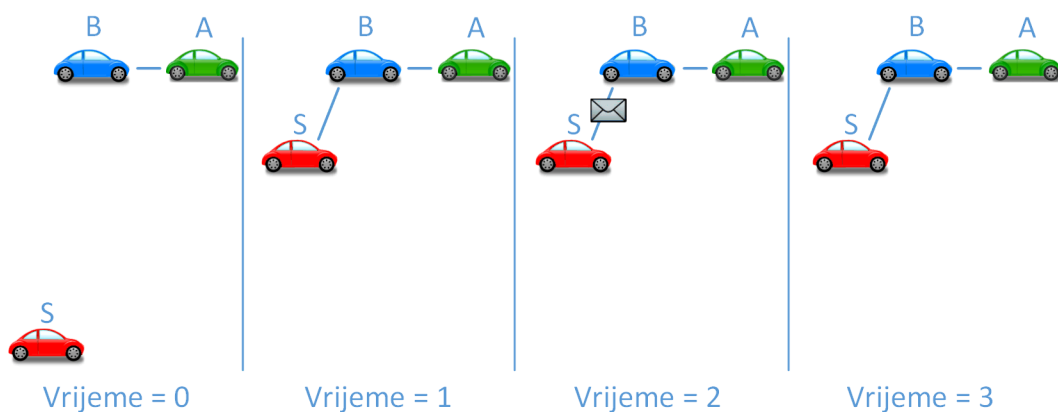 B A
S
Vrijeme = 0
B A
S
Vrijeme = 1
B A
S
Vrijeme = 2
B A
S
Vrijeme = 3